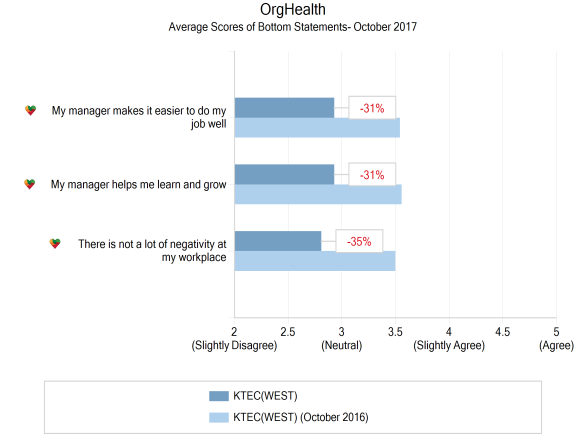 OrgHealth
Average Scores of Bottom Statements- October 2017
My manager makes it easier to do my
job well
-31%
My manager helps me learn and grow
-31%
There is not a lot of negativity at
my workplace
-35%
2 2.5 3 3.5 4 4.5 5
(Slightly Disagree) (Neutral) (Slightly Agree) (Agree)
KTEC(WEST)
KTEC(WEST) (October 2016)